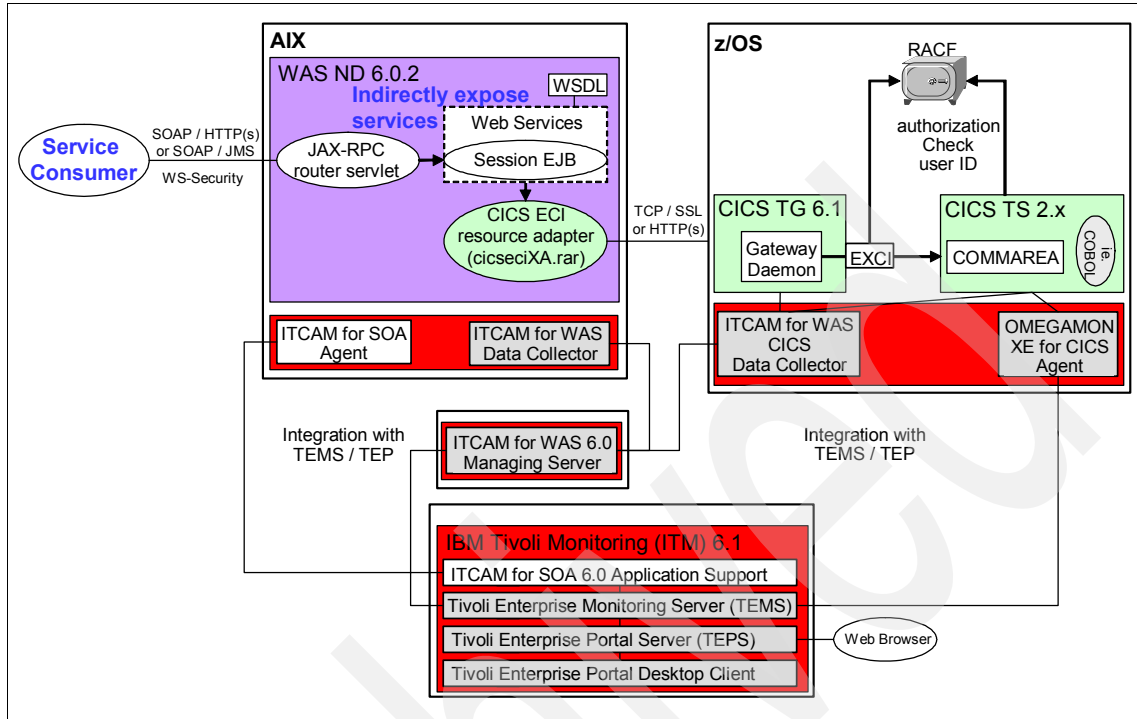 AIX
WAS ND 6.0.2
Indirectly expose
services
WSDL
Web Services
Session EJB
JAX-RPC
router servlet
Service
Consumer
SOAP / HTTP(s)
or SOAP / JMS
WS-Security
CICS ECI
resource adapter
(cicseciXA.rar)
TCP / SSL
or HTTP(s)
ITCAM for SOA
Agent
ITCAM for WAS
Data Collector
z/OS
RACF
authorization
Check
user ID
CICS TG 6.1
Gateway
Daemon
EXCI
CICS TS 2.x
COMMAREA
ie.
COBOL
ITCAM for WAS
CICS
Data Collector
OMEGAMON
XE for CICS
Agent
Integration with
TEMS / TEP
ITCAM for WAS 6.0
Managing Server
Integration with
TEMS / TEP
IBM Tivoli Monitoring (ITM) 6.1
ITCAM for SOA 6.0 Application Support
Tivoli Enterprise Monitoring Server (TEMS)
Tivoli Enterprise Portal Server (TEPS)
Web Browser
Tivoli Enterprise Portal Desktop Client